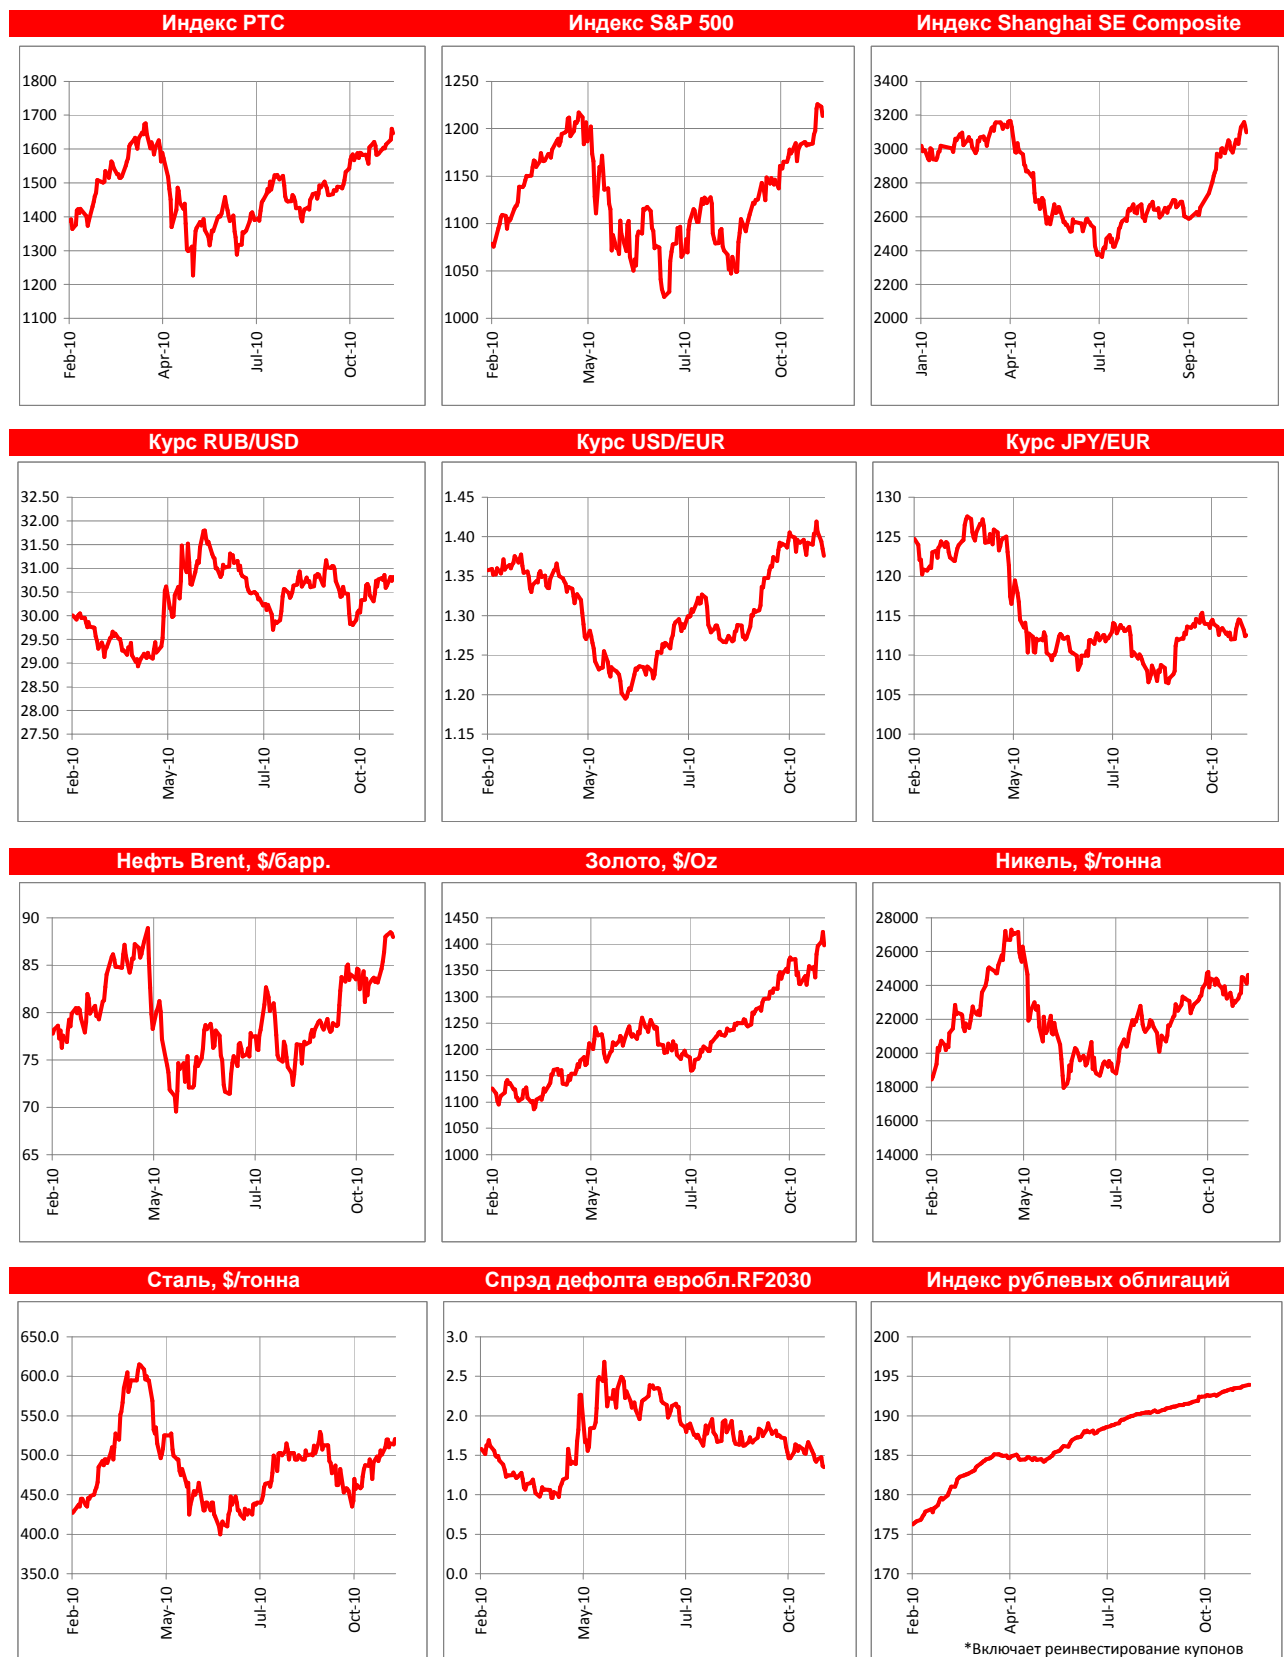 Индекс РТС
1800
1700
1600
1500
1400
1300
1200
1100
Feb-10
Apr-10
Jul-10
Oct-10
Индекс S&P 500
1250
1200
1150
1100
1050
1000
Feb-10
May-10
Jul-10
Oct-10
Индекс Shanghai SE Composite
3400
3200
3000
2800
2600
2400
2200
2000
Jan-10
Apr-10
Jul-10
Sep-10
Курс RUB/USD
32.50
32.00
31.50
31.00
30.50
30.00
29.50
29.00
28.50
28.00
27.50
Feb-10
May-10
Jul-10
Oct-10
Курс USD/EUR
1.45
1.40
1.35
1.30
1.25
1.20
1.15
Feb-10
May-10
Jul-10
Oct-10
Курс JPY/EUR
130
125
120
115
110
105
100
Feb-10
May-10
Jul-10
Oct-10
Нефть Brent, $/барр.
90
85
80
75
70
65
Feb-10
May-10
Jul-10
Oct-10
Золото, $/Oz
1450
1400
1350
1300
1250
1200
1150
1100
1050
1000
Feb-10
May-10
Jul-10
Oct-10
Никель, $/тонна
28000
26000
24000
22000
20000
18000
16000
14000
Feb-10
May-10
Jul-10
Oct-10
Сталь, $/тонна
650.0
600.0
550.0
500.0
450.0
400.0
350.0
Feb-10
May-10
Jul-10
Oct-10
Спрэд дефолта евробл.RF2030
3.0
2.5
2.0
1.5
1.0
0.5
0.0
Feb-10
May-10
Jul-10
Oct-10
Индекс рублевых облигаций
200
195
190
185
180
175
170
Feb-10
Apr-10
Jul-10
Oct-10
*Включает реинвестирование купонов